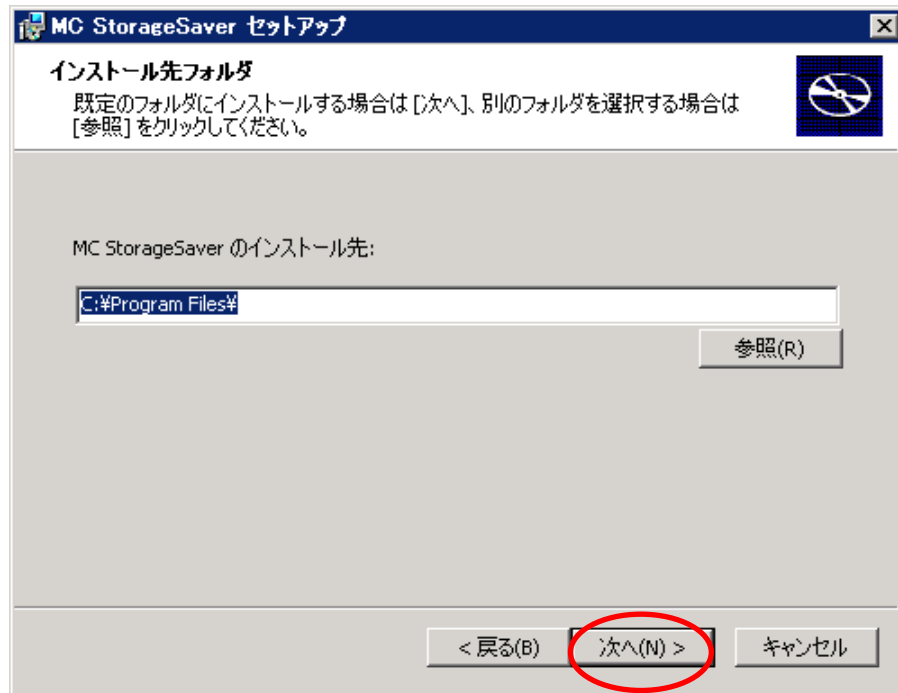 MC StorageSaver セットアップ
インストール先フォルダ
既定のフォルダにインストールする場合は [次へ]、別のフォルダを選択する場合は
[参照] をクリックしてください。
MC StorageSaver のインストール先:
C:¥Program Files¥
参照(R)
< 戻る(B)
次へ(N) >
キャンセル